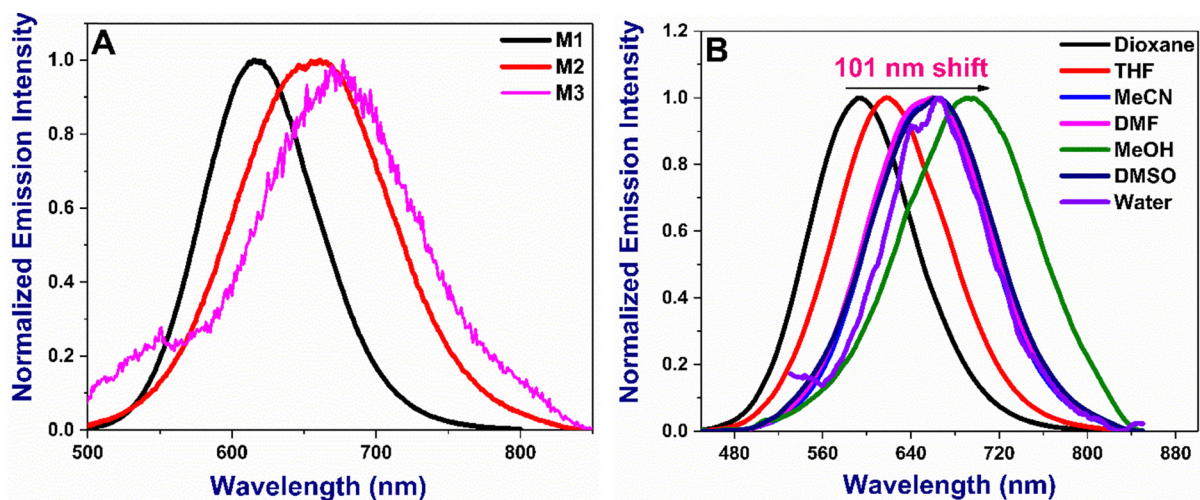 A
M1
M2
M3
Normalized Emission Intensity
1.0
0.8
0.6
0.4
0.2
0.0
500
600
700
800
Wavelength (nm)
B
101 nm shift
Dioxane
THF
MeCN
DMF
MeOH
DMSO
Water
Normalized Emission Intensity
1.2
1.0
0.8
0.6
0.4
0.2
0.0
480
560
640
720
800
880
Wavelength (nm)